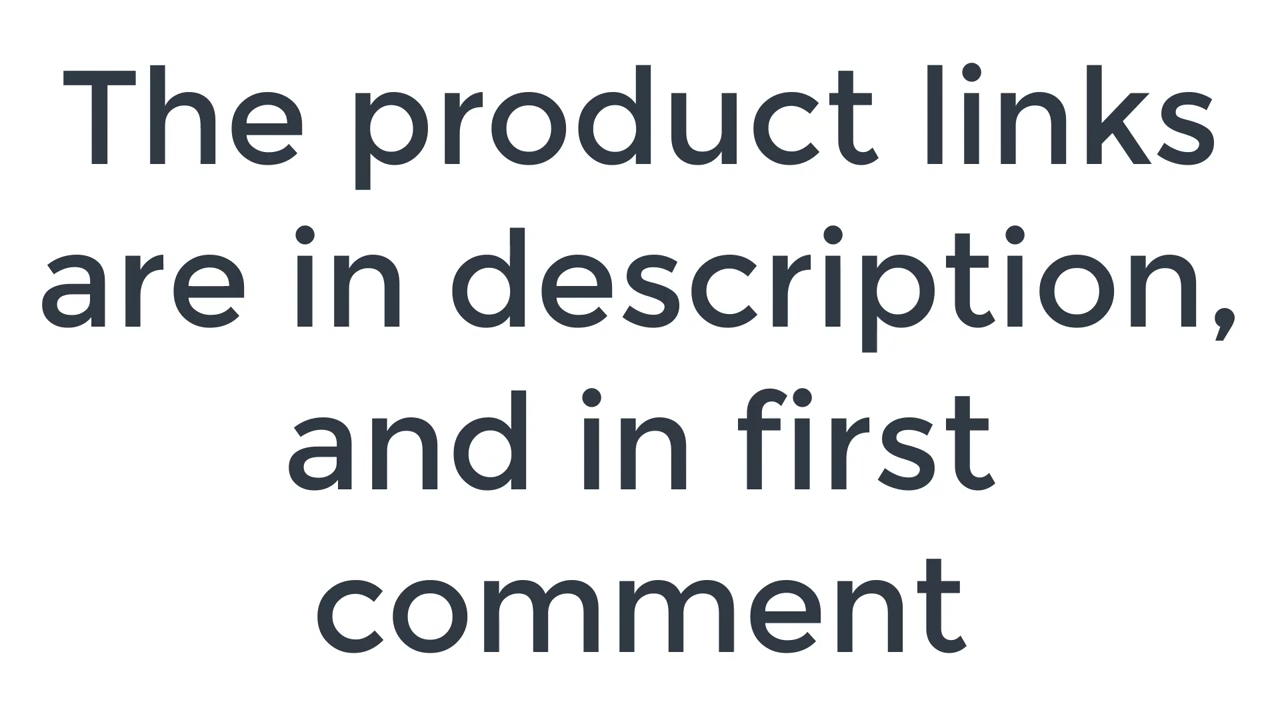 The product links
are in description,
and in first
comment